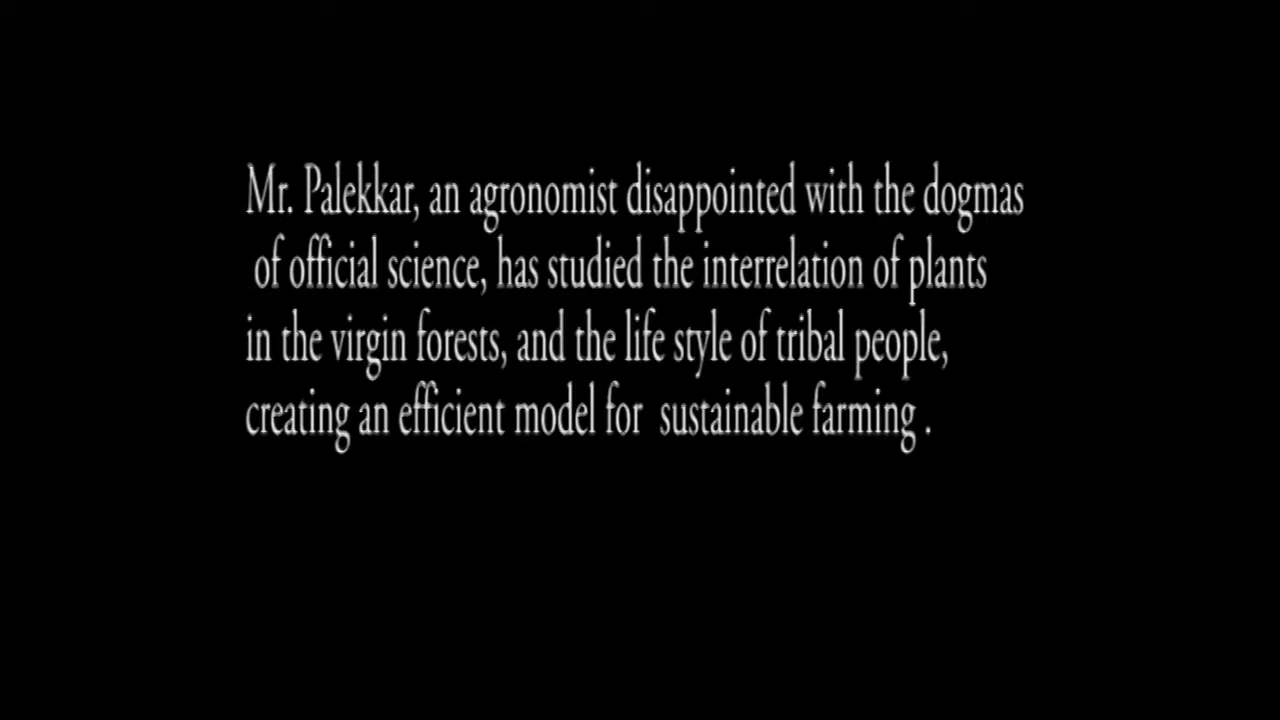 Mr. Palekkar, an agronomist disappointed with the dogmas
of official science, has studied the interrelation of plants
in the virgin forests, and the life style of tribal people,
creating an efficient model for sustainable farming .